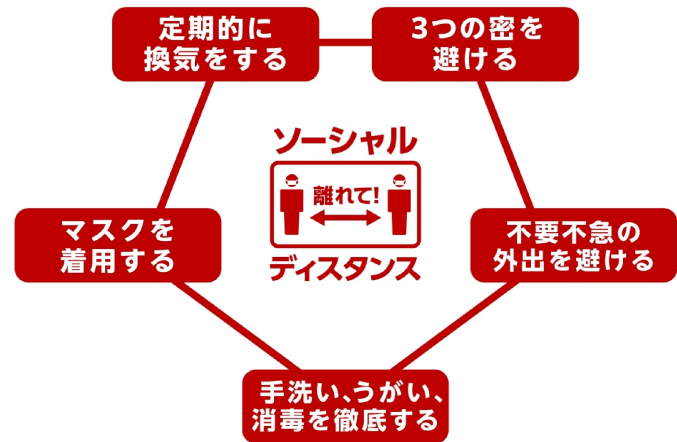 定期的に
換気をする
3つの密を
避ける
ソーシャル
離れて!
ディスタンス
マスクを
着用する
不要不急の
外出を避ける
手洗い、うがい、
消毒を徹底する